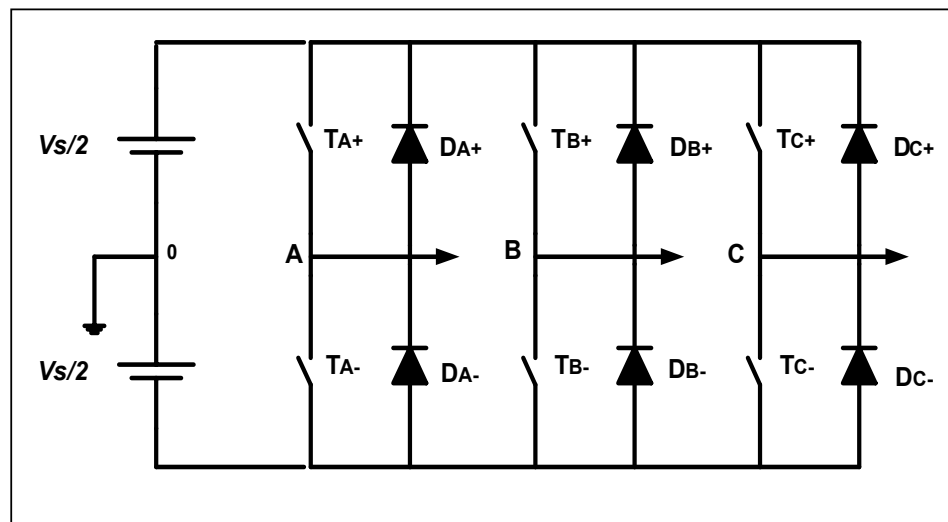 Vs/2
TA+
DA+
TB+
DB+
TC+
DC+
0
A
B
C
Vs/2
TA-
DA-
TB-
DB-
TC-
DC-